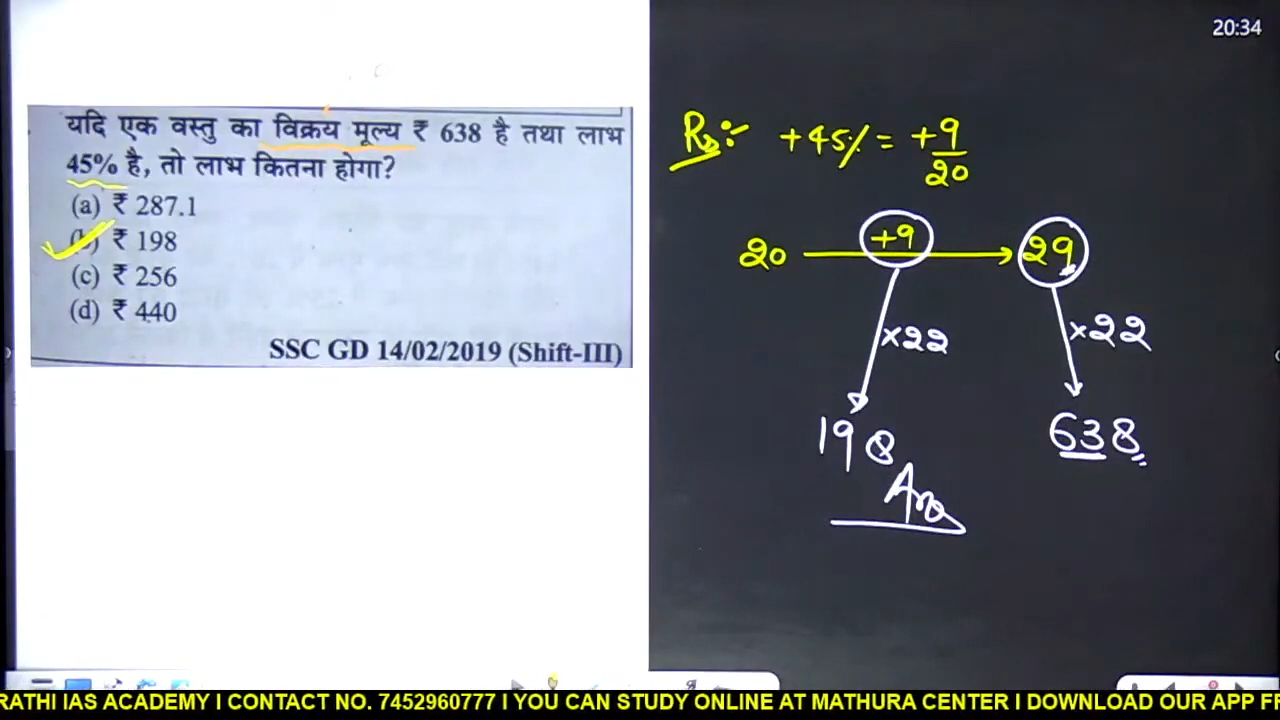 20:34
यदि एक वस्तु का विक्रय मूल्य ₹ 638 है तथा लाभ
45% है, तो लाभ कितना होगा?
(a) ₹ 287.1
(b) ₹ 198
(c) ₹ 256
(d) ₹ 440
SSC GD 14/02/2019 (Shift-III)
+45% = +9/20
20 +9 29
×22 ×22
198 638
Ans
RATHI IAS ACADEMY I CONTACT NO. 7452960777 I YOU CAN STUDY ONLINE AT MATHURA CENTER I DOWNLOAD OUR APP FR